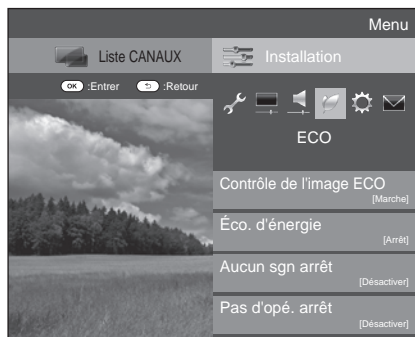 Menu
Liste CANAUX
Installation
OK :Entrer :Retour
ECO
Contrôle de l'image ECO
[Marche]
Éco. d'énergie
[Arrêt]
Aucun sgn arrêt
[Désactiver]
Pas d'opé. arrêt
[Désactiver]